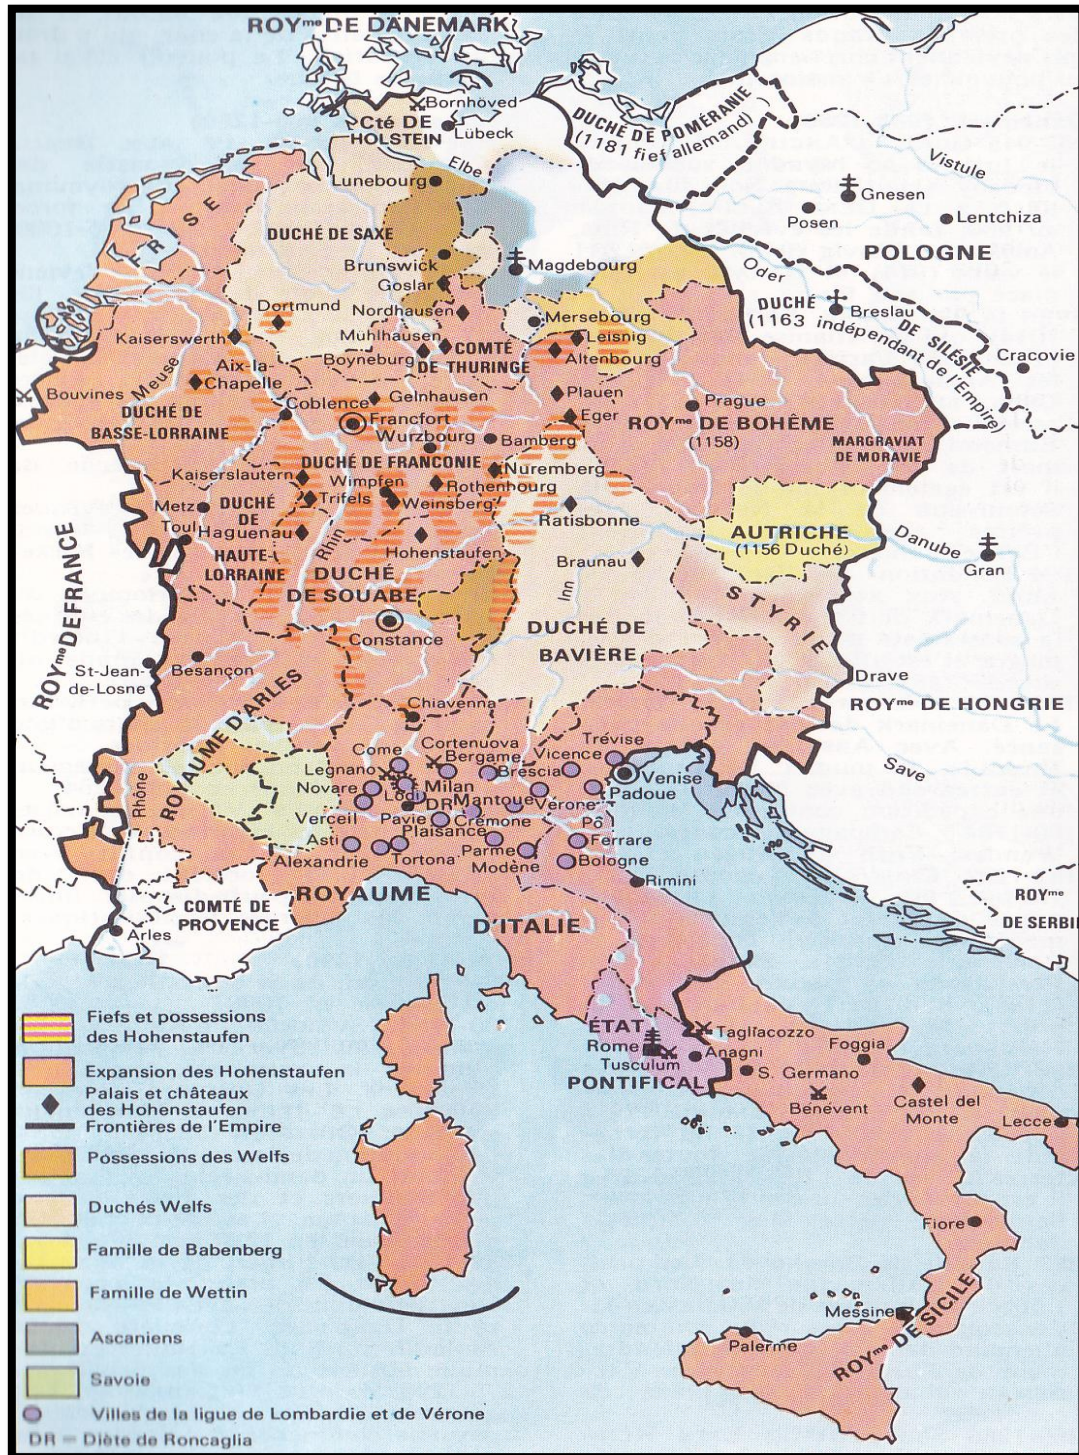 ROYme DE DÄNEMARK
Bornhöved
Cté DE
HOLSTEIN
Lübeck
DUCHÉ DE POMÉRANIE
(1181 fief allemand)
Elbe
Lunebourg
Vistule
Gnesen
Posen
Lentchiza
FRISE
DUCHÉ DE SAXE
POLOGNE
Brunswick
Magdebourg
Oder
Goslar
Dortmund
Nordhausen
Mersebourg
DUCHÉ
DE SILÉSIE
(1163 indépendant de l'Empire)
Breslau
Kaiserswerth
Muhlhausen
COMTÉ
DE THURINGE
Leisnig
Boyneburg
Altenbourg
Cracovie
Meuse
Aix-la-
Chapelle
Bouvines
Gelnhausen
Plauen
Coblence
Prague
DUCHÉ DE
BASSE-LORRAINE
Francfort
Eger
ROYme DE BOHÊME
(1158)
Wurzbourg
Bamberg
MARGRAVIAT
DE MORAVIE
DUCHÉ DE FRANCONIE
Kaiserslautern
Nuremberg
Wimpfen
Rothenbourg
Metz
DUCHÉ
DE
HAUTE-
LORRAINE
Trifels
Weinsberg
Toul
Haguenau
Ratisbonne
AUTRICHE
(1156 Duché)
Danube
Rhin
Hohenstaufen
Gran
Braunau
ROYme DE FRANCE
DUCHÉ
DE SOUABE
Inn
STYRIE
Constance
DUCHÉ DE
BAVIÈRE
St-Jean-
de-Losne
Besançon
Drave
ROYme DE HONGRIE
ROYAUME D'ARLES
Chiavenna
Come
Cortenuova
Trévise
Bergame
Vicence
Save
Legnano
Brescia
Venise
Rhône
Novare
Milan
Padoue
Lodi
DR
Mantoue
Vérone
Verceil
Pavie
Crémone
Pô
Plaisance
Asti
Parme
Ferrare
Alexandrie
Tortona
Modène
Bologne
Rimini
ROYAUME
D'ITALIE
COMTÉ DE
PROVENCE
Arles
ROYme
DE SERBIE
ÉTAT
PONTIFICAL
Rome
Tusculum
Tagliacozzo
Anagni
Foggia
S. Germano
Bénévent
Castel del
Monte
Lecce
Fiore
Messine
Palerme
ROYme DE SICILE
Fiefs et possessions
des Hohenstaufen
Expansion des Hohenstaufen
Palais et châteaux
des Hohenstaufen
Frontières de l'Empire
Possessions des Welfs
Duchés Welfs
Famille de Babenberg
Famille de Wettin
Ascaniens
Savoie
Villes de la ligue de Lombardie et de Vérone
DR = Diète de Roncaglia